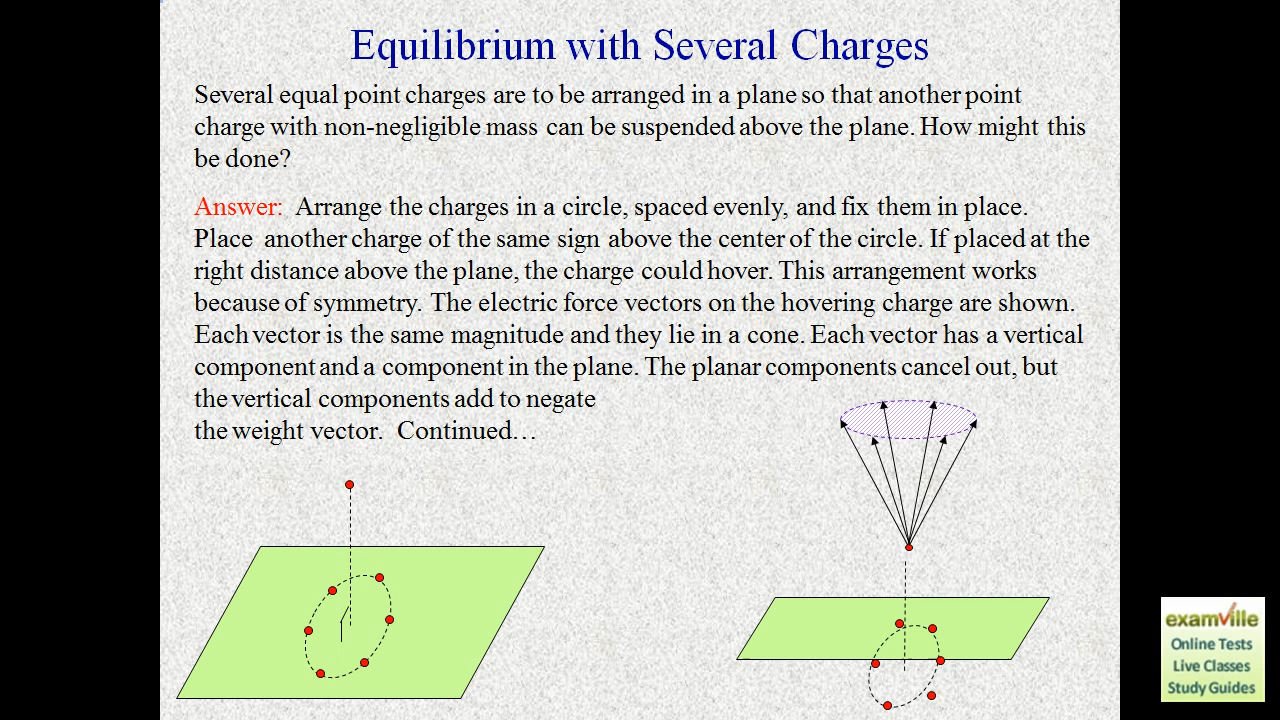 Equilibrium with Several Charges
Several equal point charges are to be arranged in a plane so that another point
charge with non-negligible mass can be suspended above the plane. How might this
be done?
Answer: Arrange the charges in a circle, spaced evenly, and fix them in place.
Place another charge of the same sign above the center of the circle. If placed at the
right distance above the plane, the charge could hover. This arrangement works
because of symmetry. The electric force vectors on the hovering charge are shown.
Each vector is the same magnitude and they lie in a cone. Each vector has a vertical
component and a component in the plane. The planar components cancel out, but
the vertical components add to negate
the weight vector. Continued…
examville
Online Tests
Live Classes
Study Guides